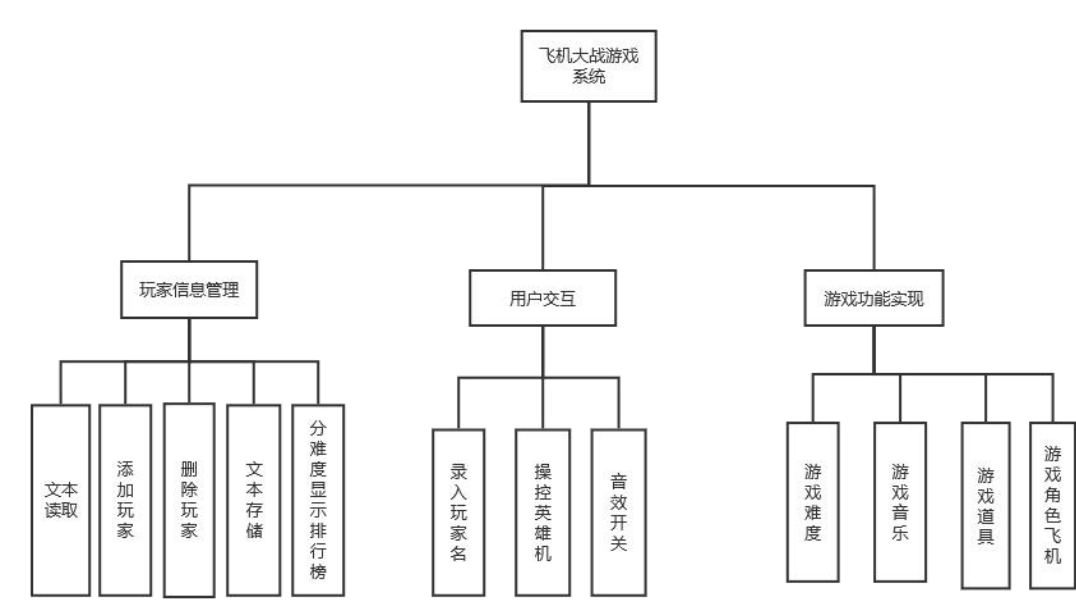 飞机大战游戏
系统
玩家信息管理
用户交互
游戏功能实现
文本
读取
添加玩家
删除玩家
文本存储
分难度显示排行榜
录入玩家名
操控英雄机
音效开关
游戏难度
游戏音乐
游戏道具
游戏角色飞机